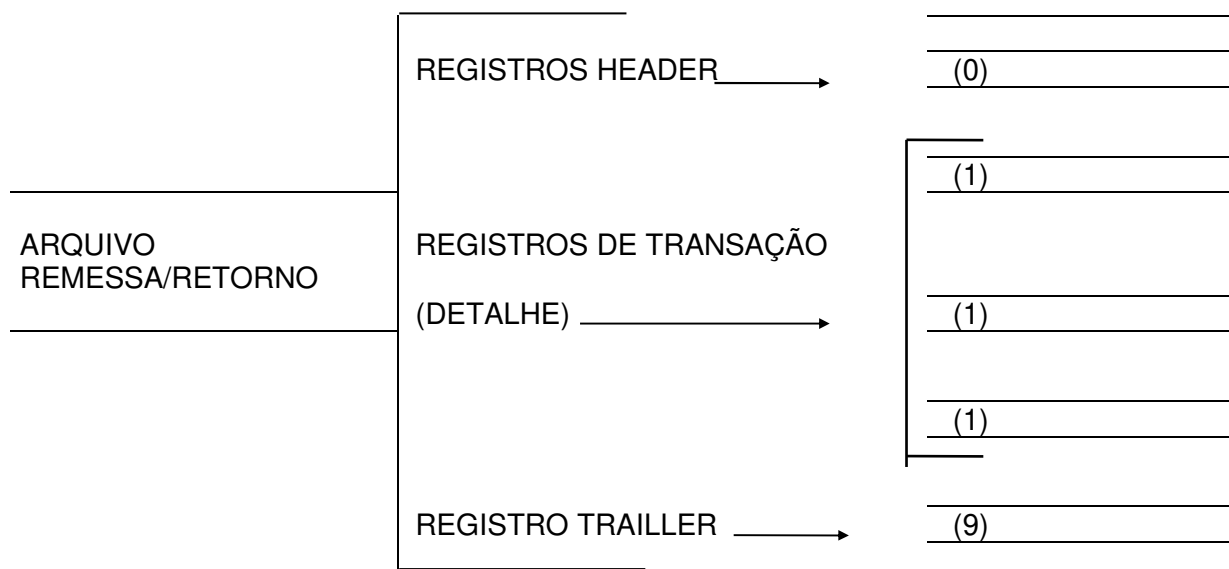 REGISTROS HEADER
(0)
(1)
ARQUIVO
REMESSA/RETORNO
REGISTROS DE TRANSAÇÃO
(DETALHE)
(1)
(1)
REGISTRO TRAILLER
(9)